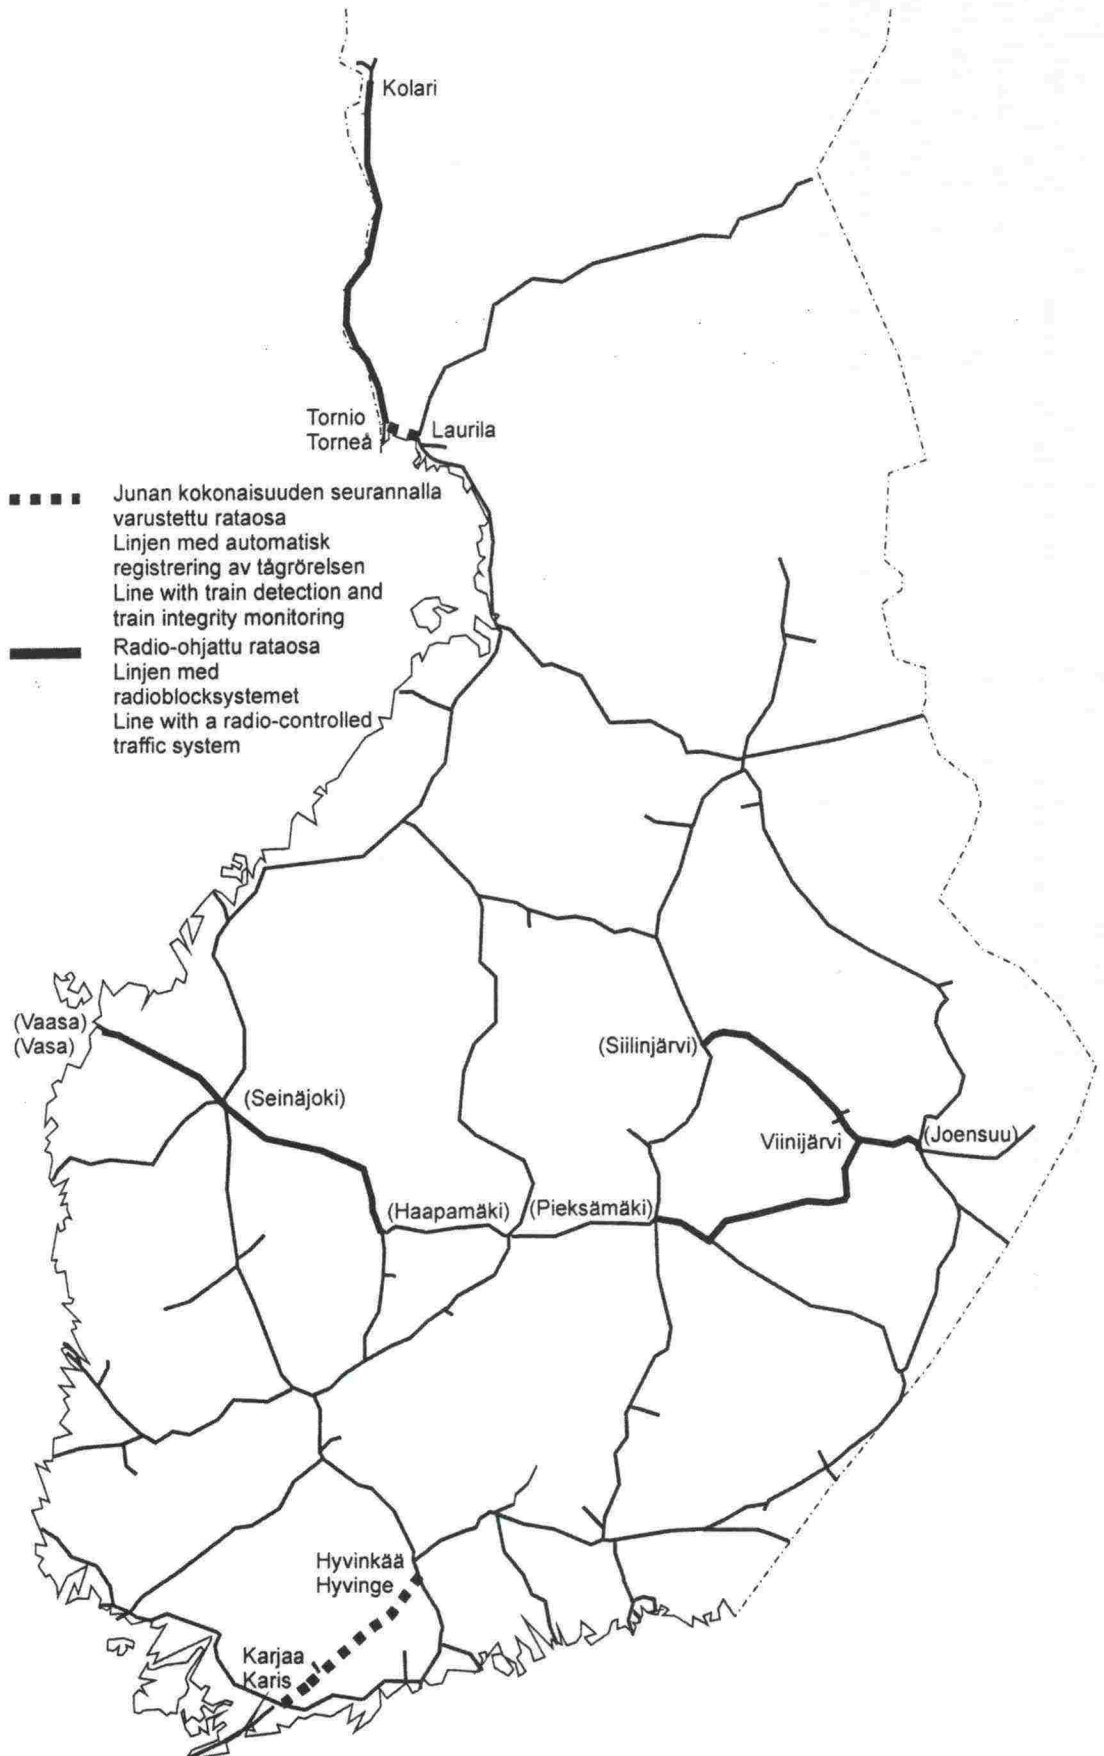 Kolari
Tornio
Torneå
Laurila
Junan kokonaisuuden seurannalla
varustettu rataosa
Linjen med automatisk
registrering av tågrörelsen
Line with train detection and
train integrity monitoring
Radio-ohjattu rataosa
Linjen med
radioblocksystemet
Line with a radio-controlled
traffic system
(Vaasa)
(Vasa)
(Siilinjärvi)
(Seinäjoki)
Viinijärvi
(Joensuu)
(Haapamäki)
(Pieksämäki)
Hyvinkää
Hyvinge
Karjaa
Karis